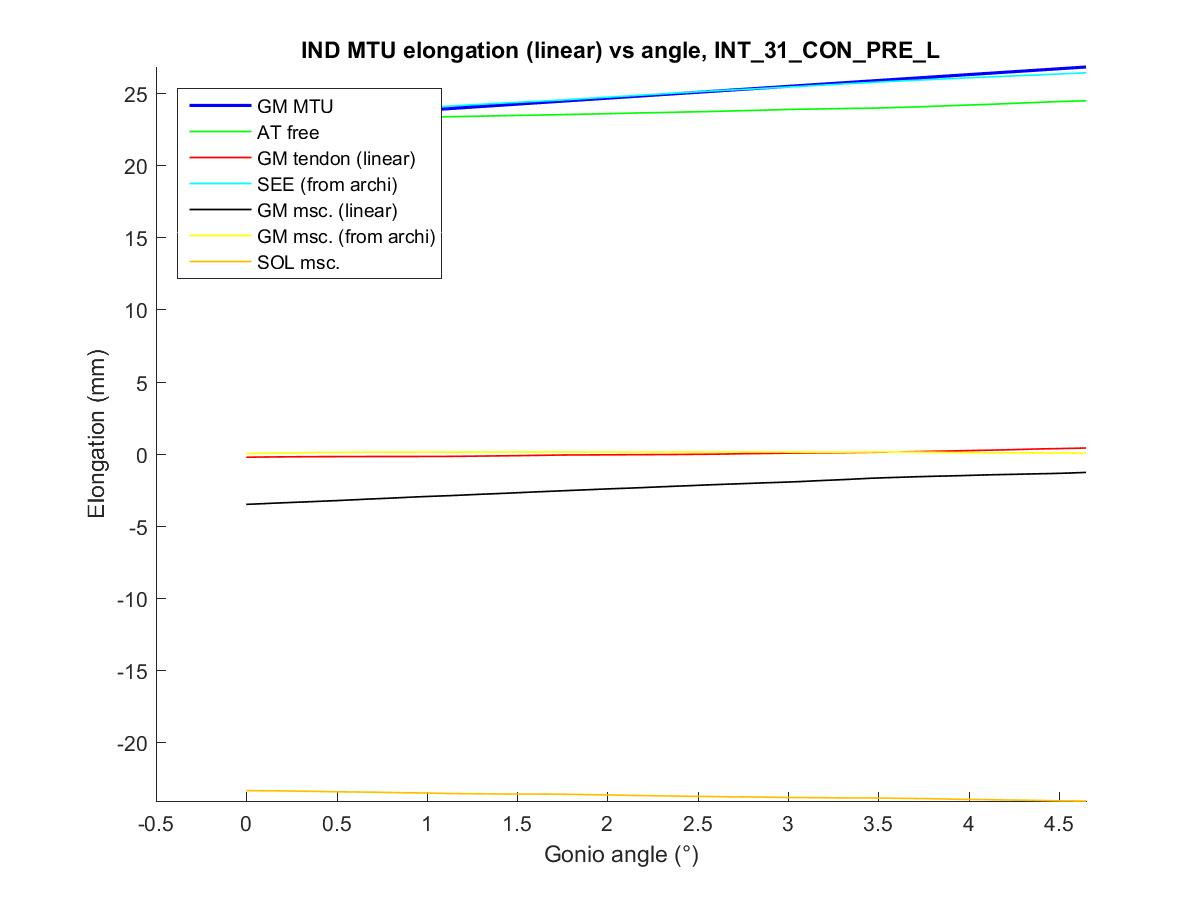 IND MTU elongation (linear) vs angle, INT_31_CON_PRE_L
GM MTU
AT free
GM tendon (linear)
SEE (from archi)
GM msc. (linear)
GM msc. (from archi)
SOL msc.
Elongation (mm)
25
20
15
10
5
0
-5
-10
-15
-20
-0.5 0 0.5 1 1.5 2 2.5 3 3.5 4 4.5
Gonio angle (°)